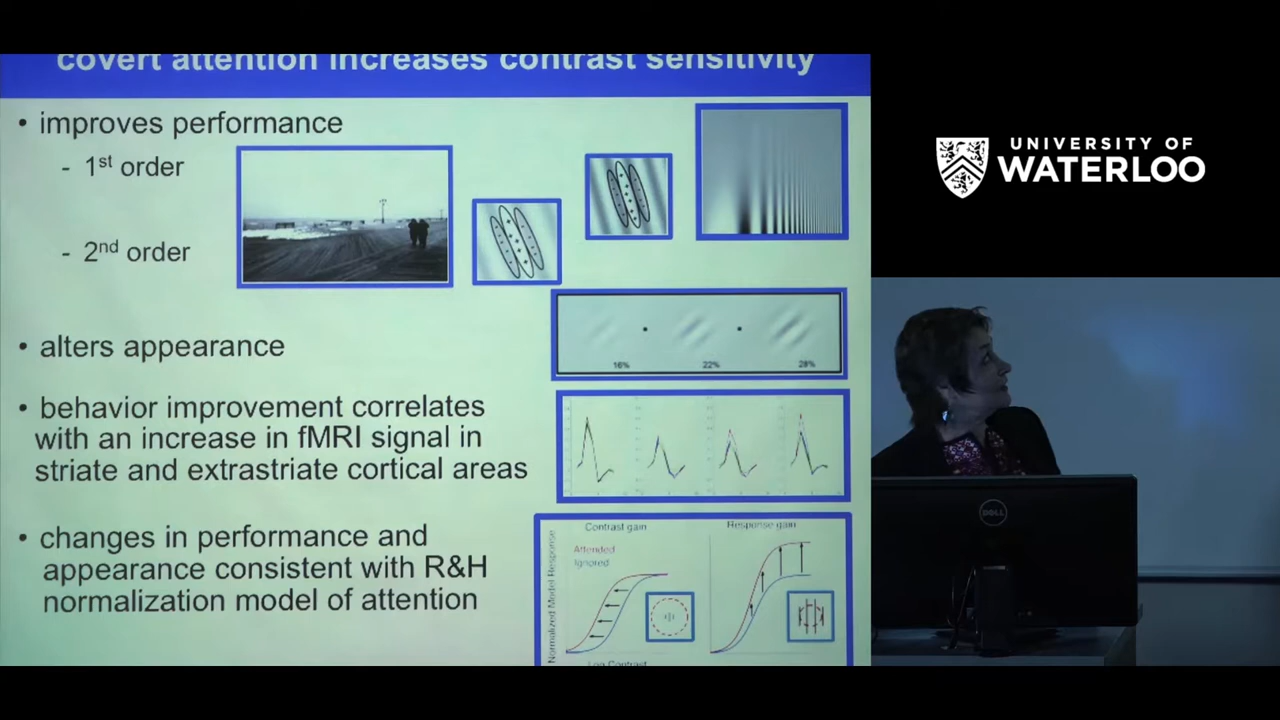 covert attention increases contrast sensitivity
• improves performance
- 1st order
- 2nd order
16% 22% 28%
• alters appearance
• behavior improvement correlates
with an increase in fMRI signal in
striate and extrastriate cortical areas
• changes in performance and
appearance consistent with R&H
normalization model of attention
Contrast gain
Response gain
Attended
Ignored
Normalized Model Response
Log Contrast
UNIVERSITY OF
WATERLOO
DELL